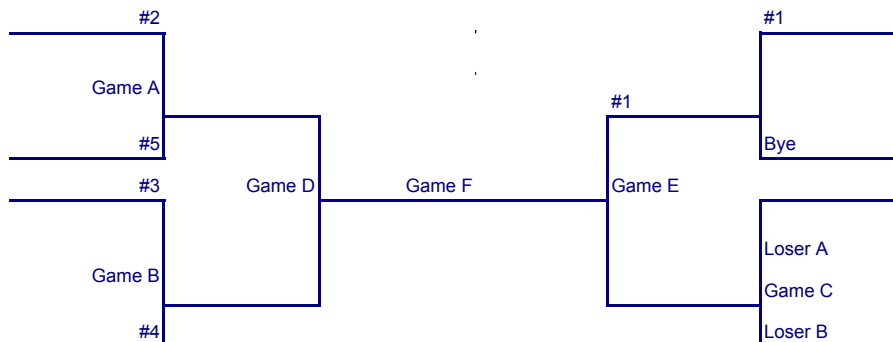 #2
#1
Game A
#1
#5
Bye
#3
Game D
Game F
Game E
Loser A
Game B
Game C
#4
Loser B